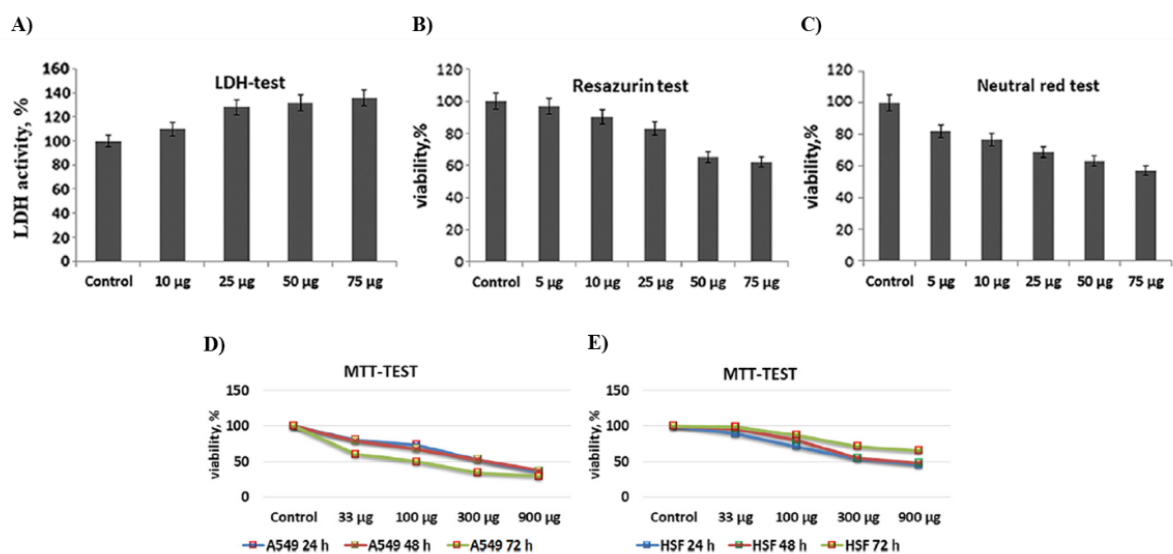 A)
LDH-test
LDH activity, %
160
140
120
100
80
60
40
20
0
Control 10 µg 25 µg 50 µg 75 µg
B)
Resazurin test
viability,%
120
100
80
60
40
20
0
Control 5 µg 10 µg 25 µg 50 µg 75 µg
C)
Neutral red test
viability,%
120
100
80
60
40
20
0
Control 5 µg 10 µg 25 µg 50 µg 75 µg
D)
MTT-TEST
viability, %
150
100
50
0
Control 33 µg 100 µg 300 µg 900 µg
A549 24 h A549 48 h A549 72 h
E)
MTT-TEST
viability, %
150
100
50
0
Control 33 µg 100 µg 300 µg 900 µg
HSF 24 h HSF 48 h HSF 72 h